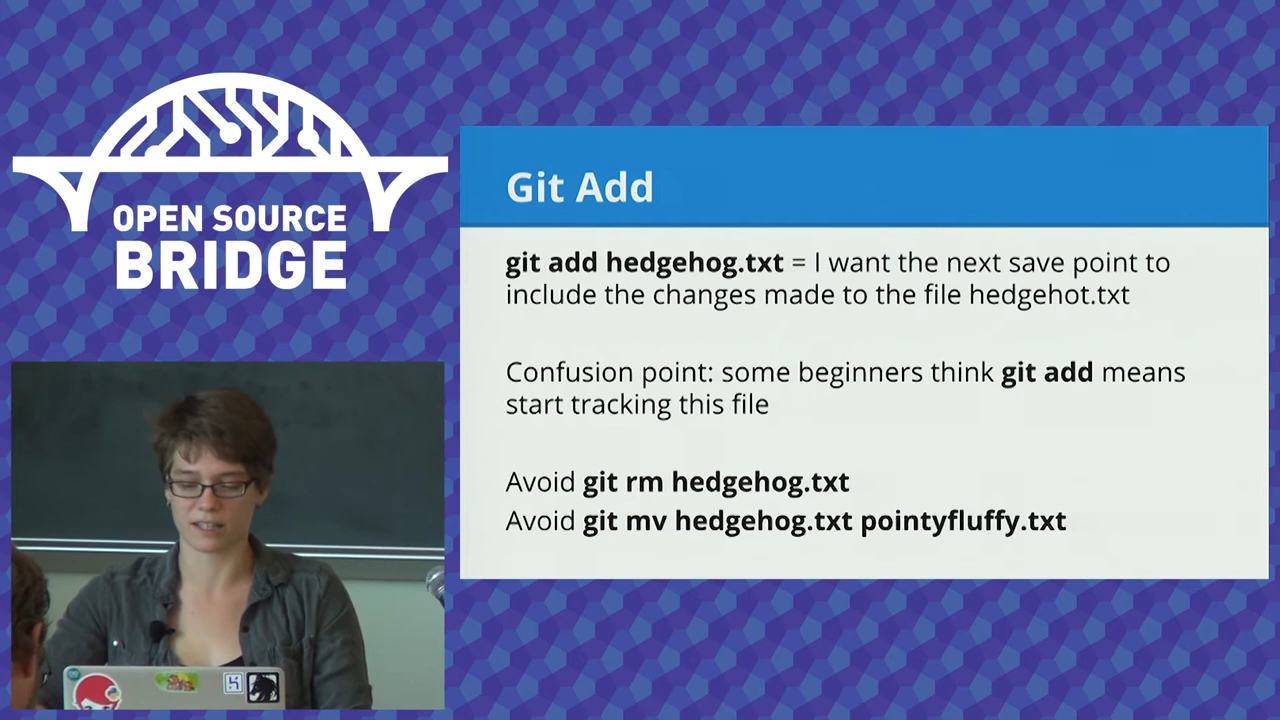 OPEN SOURCE
BRIDGE
Git Add
git add hedgehog.txt = I want the next save point to
include the changes made to the file hedgehot.txt
Confusion point: some beginners think git add means
start tracking this file
Avoid git rm hedgehog.txt
Avoid git mv hedgehog.txt pointyfluffy.txt